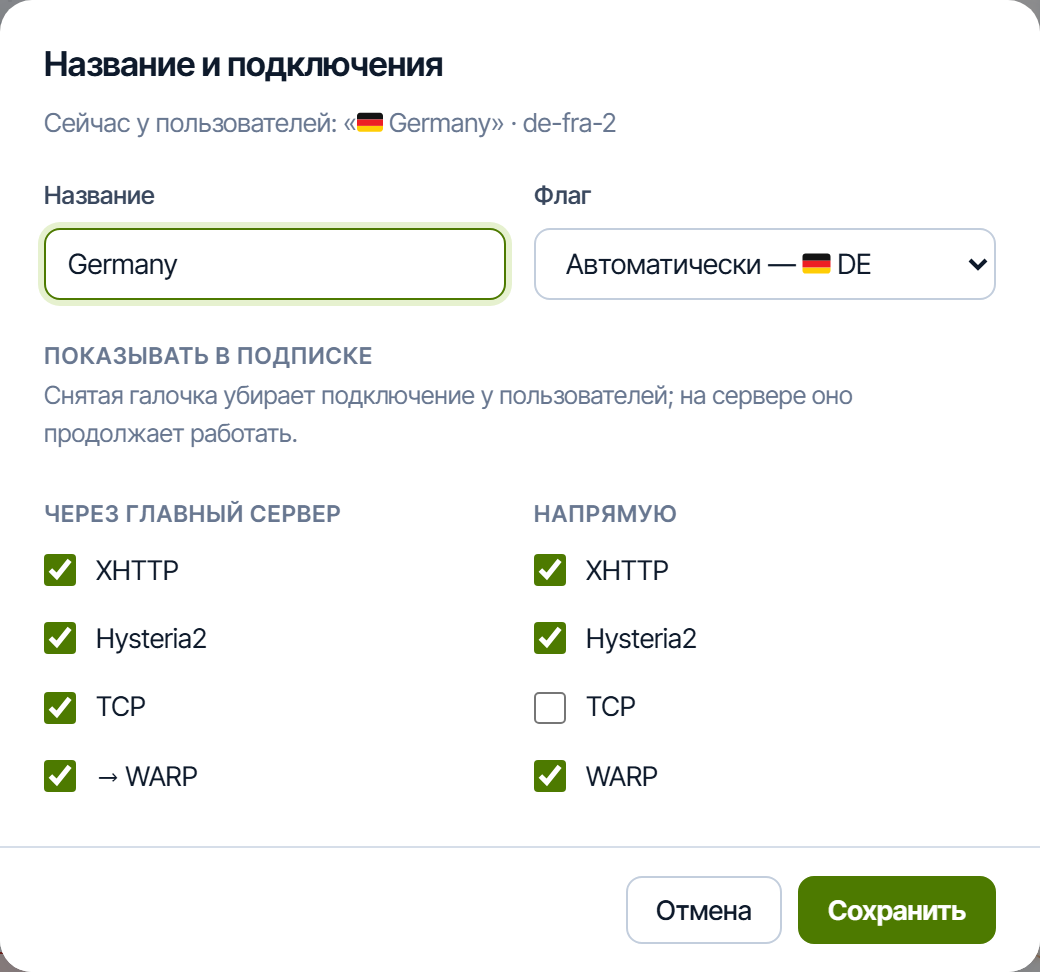 Название и подключения
Сейчас у пользователей: «🇩🇪 Germany» · de-fra-2
Название
Флаг
Germany
Автоматически — 🇩🇪 DE
ПОКАЗЫВАТЬ В ПОДПИСКЕ
Снятая галочка убирает подключение у пользователей; на сервере оно
продолжает работать.
ЧЕРЕЗ ГЛАВНЫЙ СЕРВЕР
XHTTP
Hysteria2
TCP
→ WARP
НАПРЯМУЮ
XHTTP
Hysteria2
TCP
WARP
Отмена
Сохранить